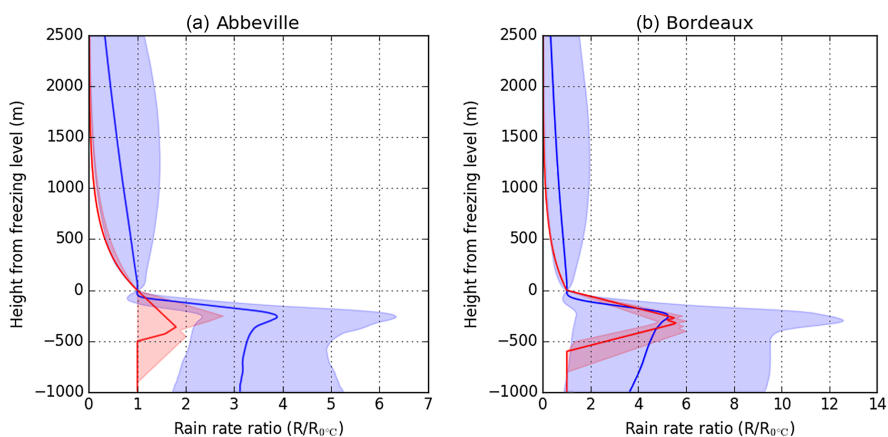 (a) Abbeville
2500
2000
1500
1000
500
0
−500
−1000
0 1 2 3 4 5 6 7
Height from freezing level (m)
Rain rate ratio (R/R0°C)
(b) Bordeaux
2500
2000
1500
1000
500
0
−500
−1000
0 2 4 6 8 10 12 14
Height from freezing level (m)
Rain rate ratio (R/R0°C)